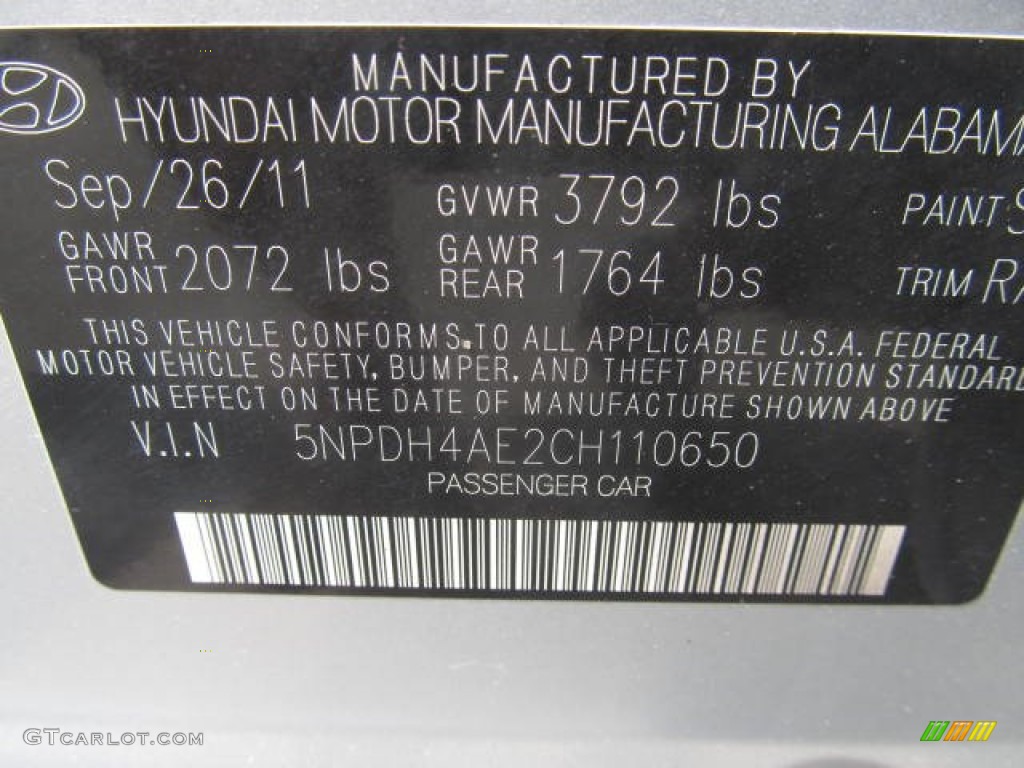 MANUFACTURED BY
HYUNDAI MOTOR MANUFACTURING ALABAMA
Sep/26/11 GVWR 3792 lbs PAINT S
GAWR FRONT 2072 lbs GAWR REAR 1764 lbs TRIM R
THIS VEHICLE CONFORMS TO ALL APPLICABLE U.S.A. FEDERAL
MOTOR VEHICLE SAFETY, BUMPER, AND THEFT PREVENTION STANDARD
IN EFFECT ON THE DATE OF MANUFACTURE SHOWN ABOVE
V.I.N 5NPDH4AE2CH110650
PASSENGER CAR
GTCARLOT.COM